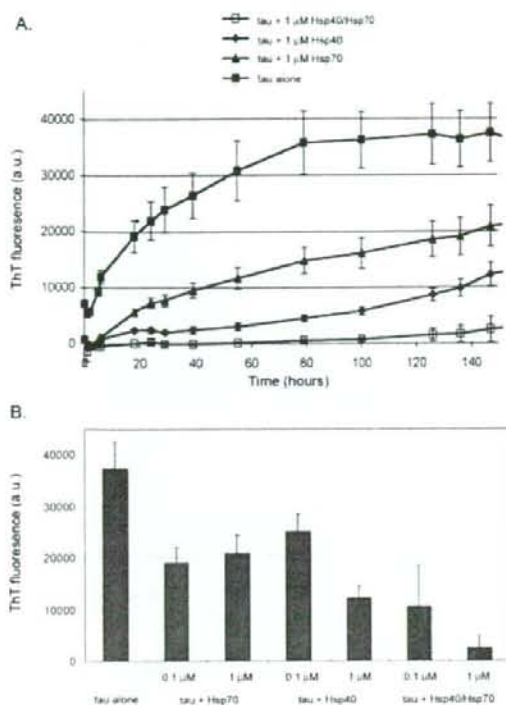 A.
tau + 1 μM Hsp40/Hsp70
tau + 1 μM Hsp40
tau + 1 μM Hsp70
tau alone
ThT fluoresence (a.u.)
40000
30000
20000
10000
0
0 20 40 60 80 100 120 140
Time (hours)
B.
ThT fluoresence (a.u.)
40000
30000
20000
10000
0
0.1 μM 1 μM 0.1 μM 1 μM 0.1 μM 1 μM
tau alone tau + Hsp70 tau + Hsp40 tau + Hsp40/Hsp70